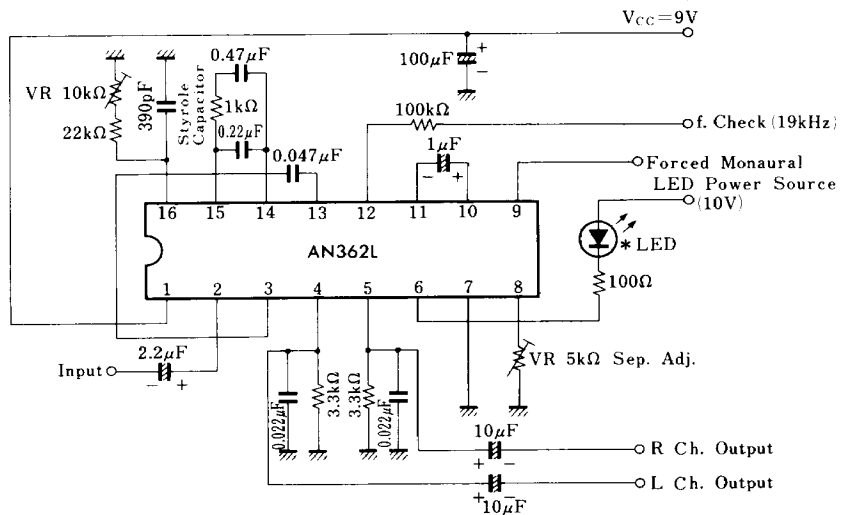 VCC=9V
0.47μF
100μF
+
−
VR 10kΩ
22kΩ
390pF
Styrole
Capacitor
1kΩ
0.22μF
0.047μF
100kΩ
f. Check (19kHz)
1μF
− +
Forced Monaural
LED Power Source
(10V)
16 15 14 13 12 11 10 9
AN362L
* LED
100Ω
1 2 3 4 5 6 7 8
2.2μF
Input
− +
0.022μF
3.3kΩ
3.3kΩ
0.022μF
VR 5kΩ Sep. Adj.
10μF
+ −
R Ch. Output
+ −
L Ch. Output
10μF